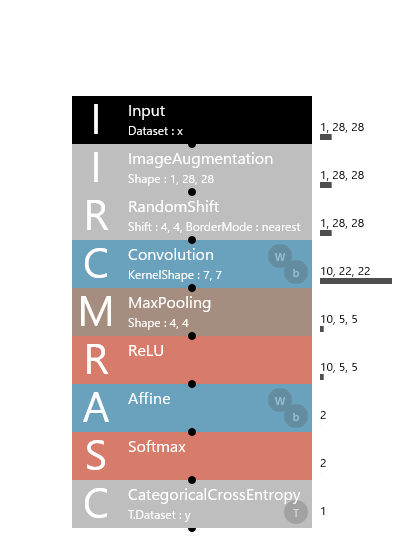 I Input
Dataset : x
1, 28, 28
I ImageAugmentation
Shape : 1, 28, 28
1, 28, 28
R RandomShift
Shift : 4, 4, BorderMode : nearest
1, 28, 28
C Convolution W
KernelShape : 7, 7 b
10, 22, 22
M MaxPooling
Shape : 4, 4
10, 5, 5
R ReLU
10, 5, 5
A Affine W
b
2
S Softmax
2
C CategoricalCrossEntropy
T.Dataset : y T
1